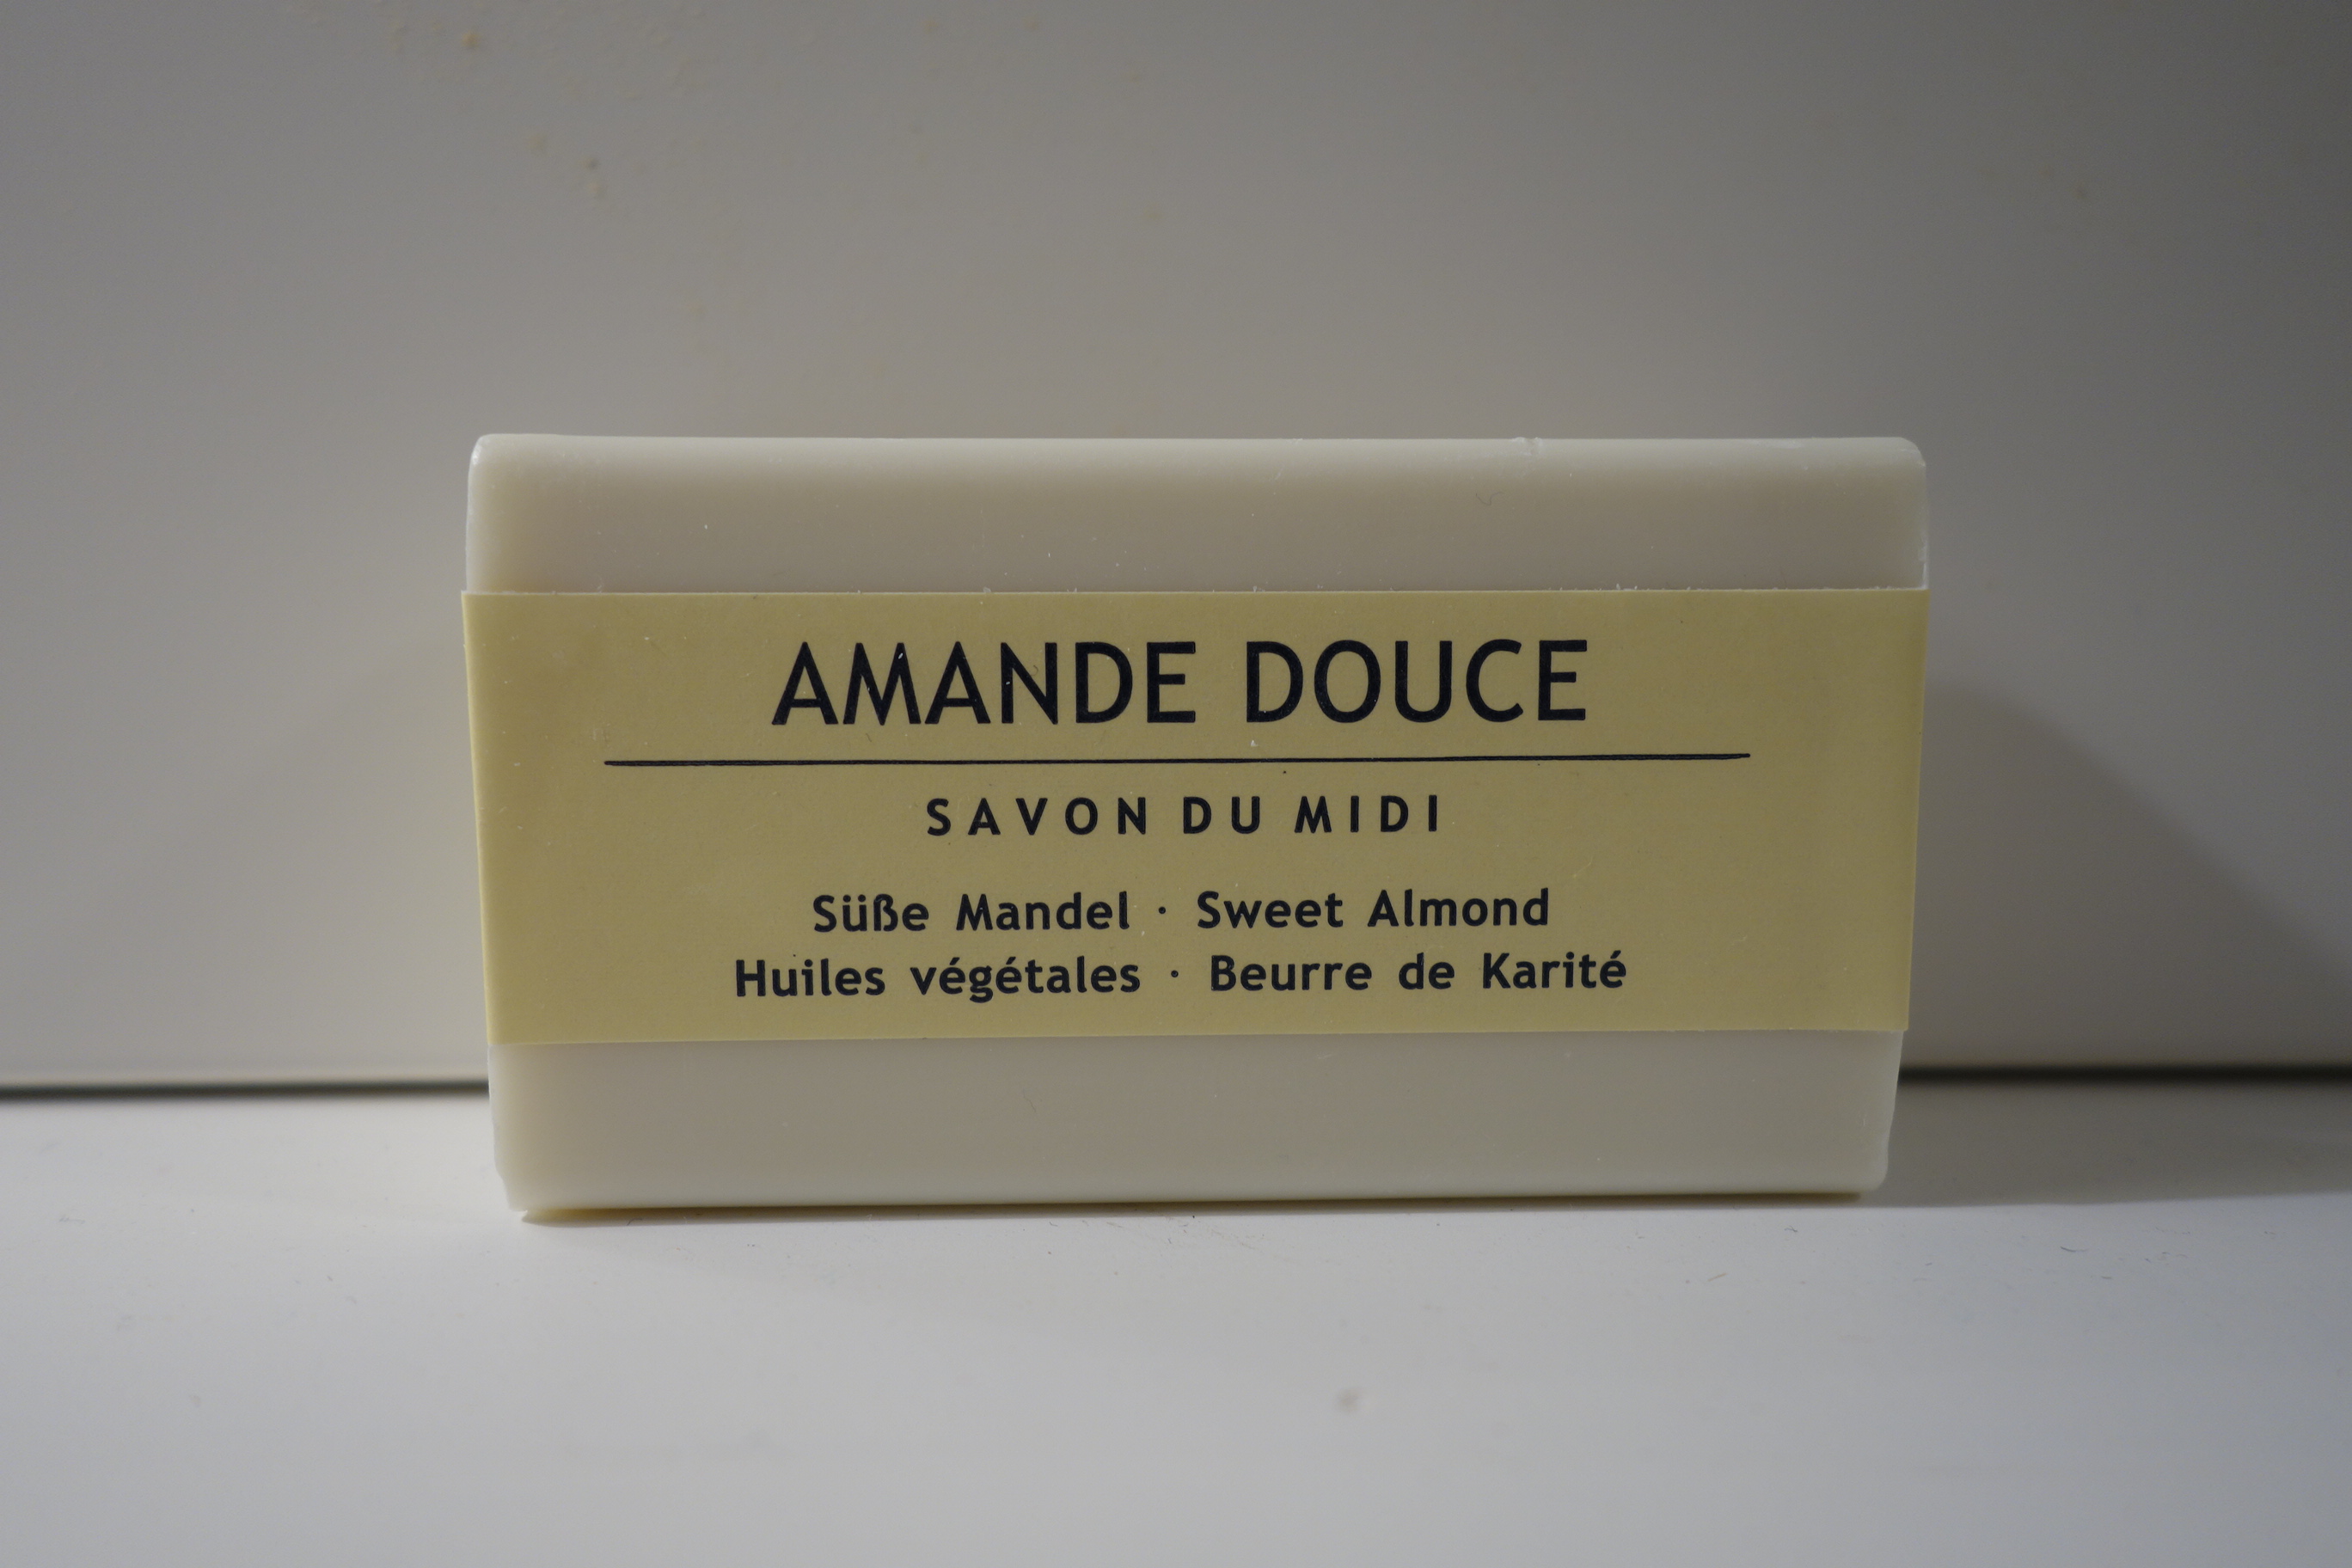 AMANDE DOUCE
SAVON DU MIDI
Süße Mandel · Sweet Almond
Huiles végétales · Beurre de Karité